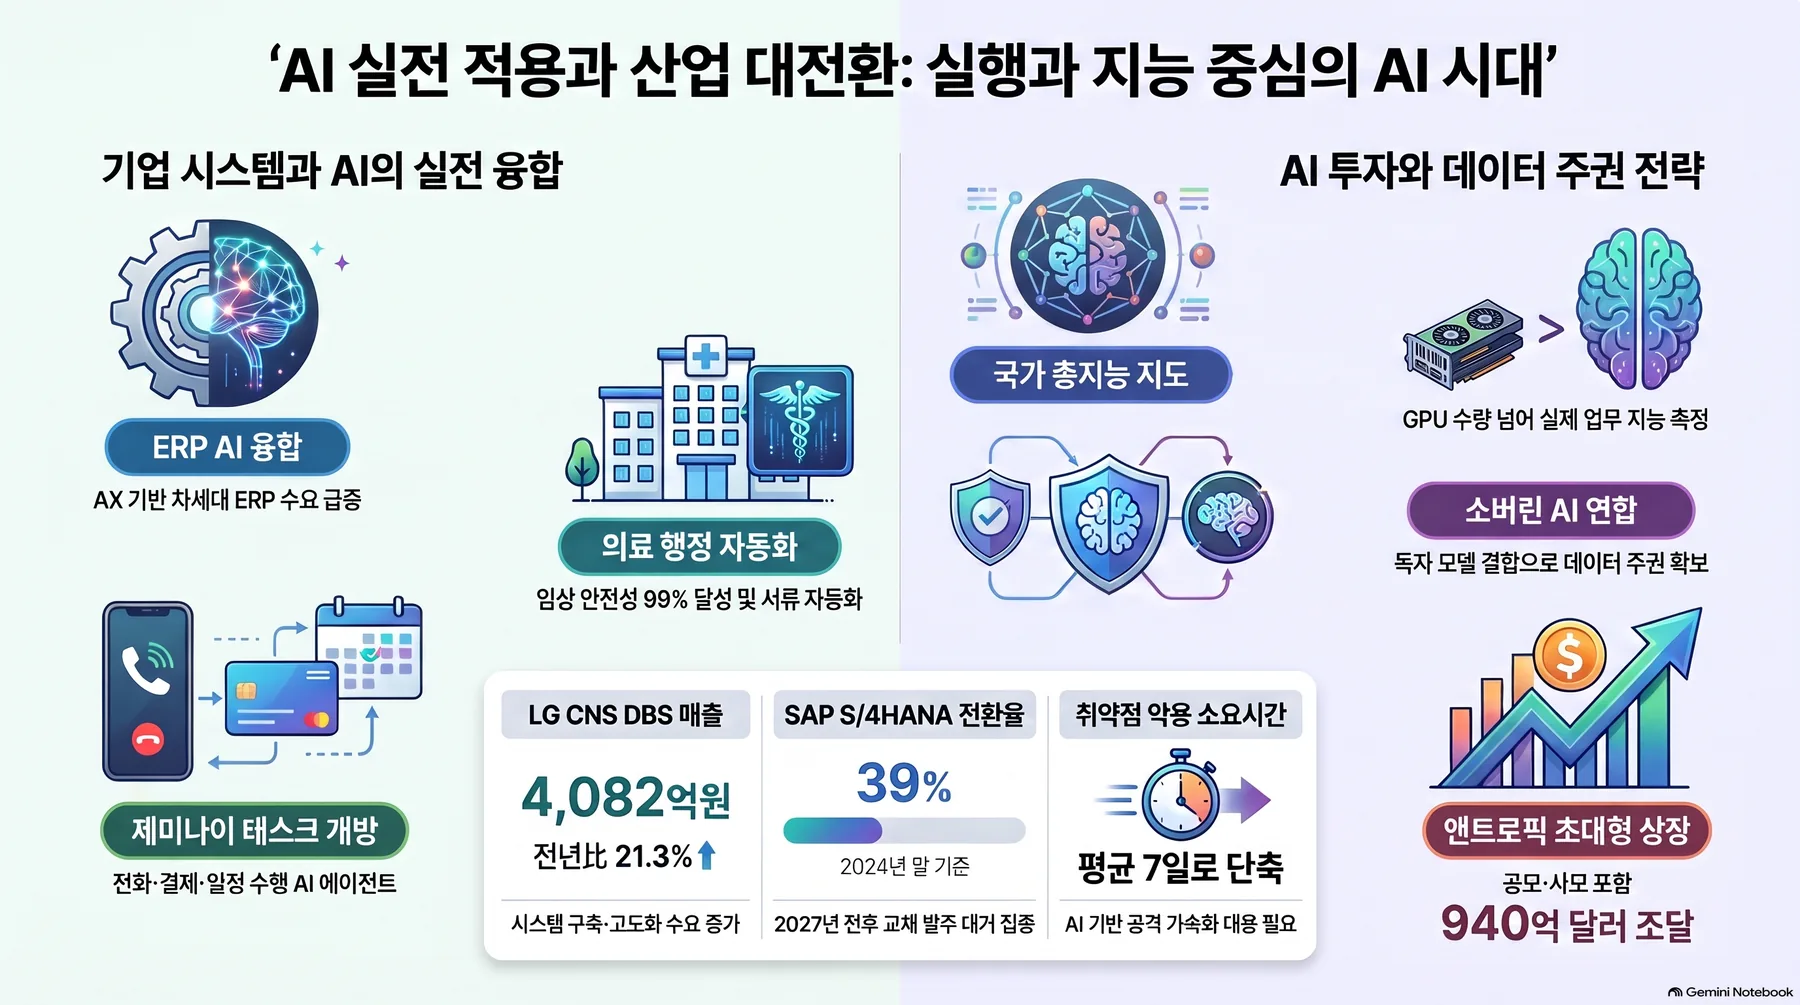 ‘AI 실전 적용과 산업 대전환: 실행과 지능 중심의 AI 시대’
기업 시스템과 AI의 실전 융합
ERP AI 융합
AX 기반 차세대 ERP 수요 급증
의료 행정 자동화
임상 안전성 99% 달성 및 서류 자동화
제미나이 태스크 개방
전화·결제·일정 수행 AI 에이전트
AI 투자와 데이터 주권 전략
국가 총지능 지도
>
GPU 수량 넘어 실제 업무 지능 측정
소버린 AI 연합
독자 모델 결합으로 데이터 주권 확보
$
앤트로픽 초대형 상장
공모·사모 포함
940억 달러 조달
LG CNS DBS 매출
4,082억원
전년比 21.3%
시스템 구축·고도화 수요 증가
SAP S/4HANA 전환율
39%
2024년 말 기준
2027년 전후 교체 발주 대거 집중
취약점 악용 소요시간
평균 7일로 단축
AI 기반 공격 가속화 대용 필요
Gemini Notebook